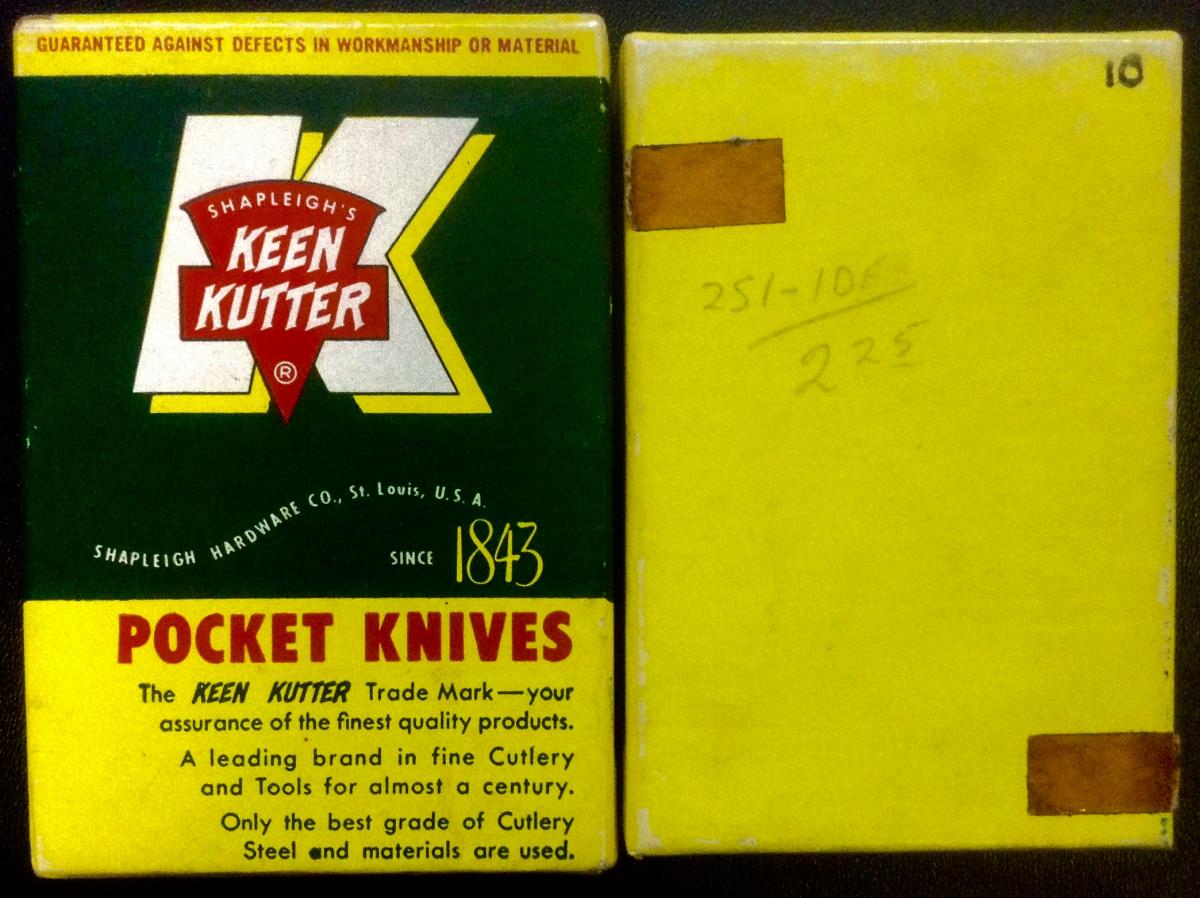 GUARANTEED AGAINST DEFECTS IN WORKMANSHIP OR MATERIAL
SHAPLEIGH'S
KEEN
KUTTER
®
SHAPLEIGH HARDWARE CO., St. Louis, U.S.A.
SINCE 1843
POCKET KNIVES
The KEEN KUTTER Trade Mark—your
assurance of the finest quality products.
A leading brand in fine Cutlery
and Tools for almost a century.
Only the best grade of Cutlery
Steel and materials are used.
10
225